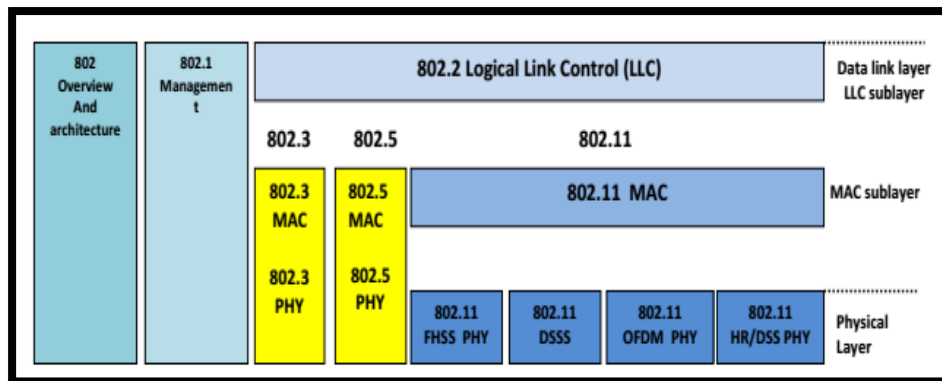 802
Overview
And
architecture
802.1
Managemen
t
802.2 Logical Link Control (LLC)
Data link layer
LLC sublayer
802.3
802.5
802.11
802.3
MAC
802.3
PHY
802.5
MAC
802.5
PHY
802.11 MAC
MAC sublayer
802.11
FHSS PHY
802.11
DSSS
802.11
OFDM PHY
802.11
HR/DSS PHY
Physical
Layer